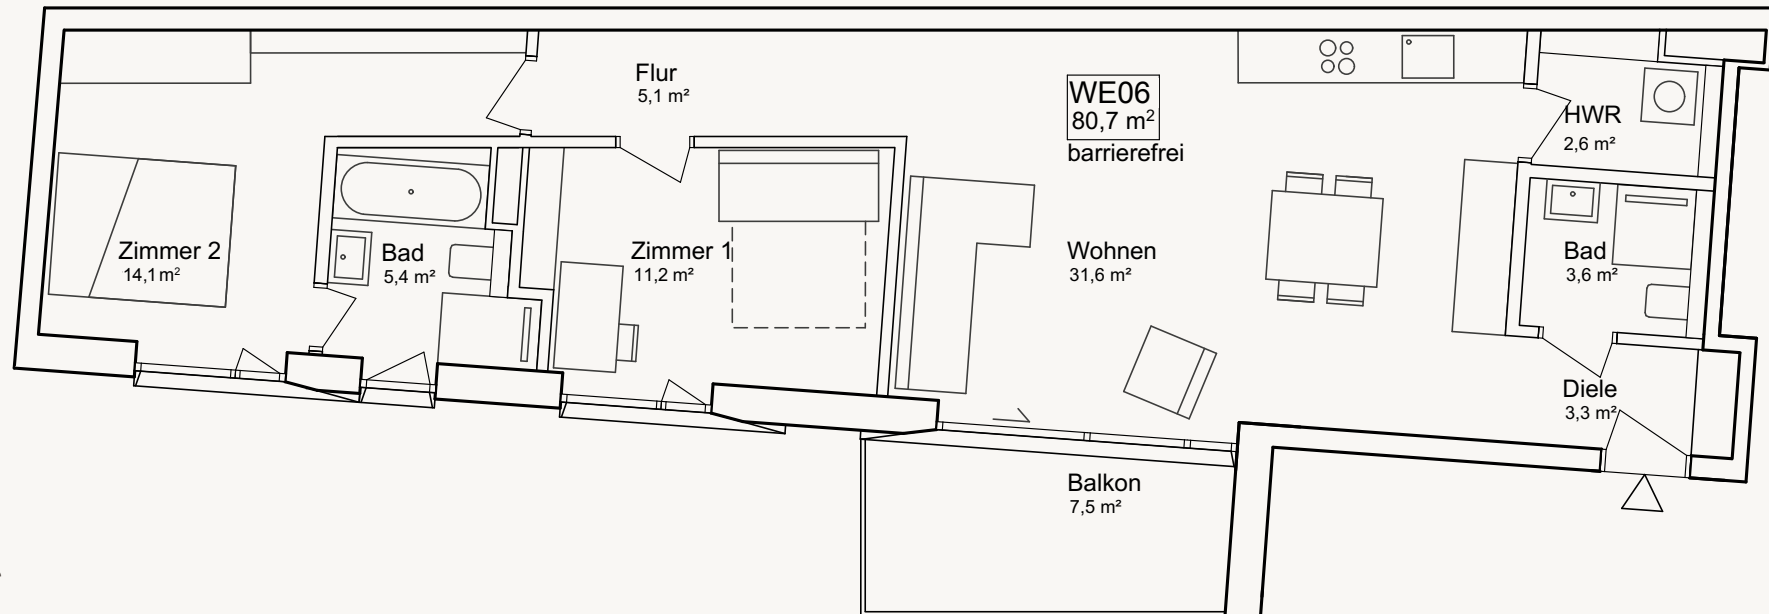 Flur
5,1 m²
WE06
80,7 m²
barrierefrei
HWR
2,6 m²
Zimmer 2
14,1 m²
Bad
5,4 m²
Zimmer 1
11,2 m²
Wohnen
31,6 m²
Bad
3,6 m²
Diele
3,3 m²
Balkon
7,5 m²